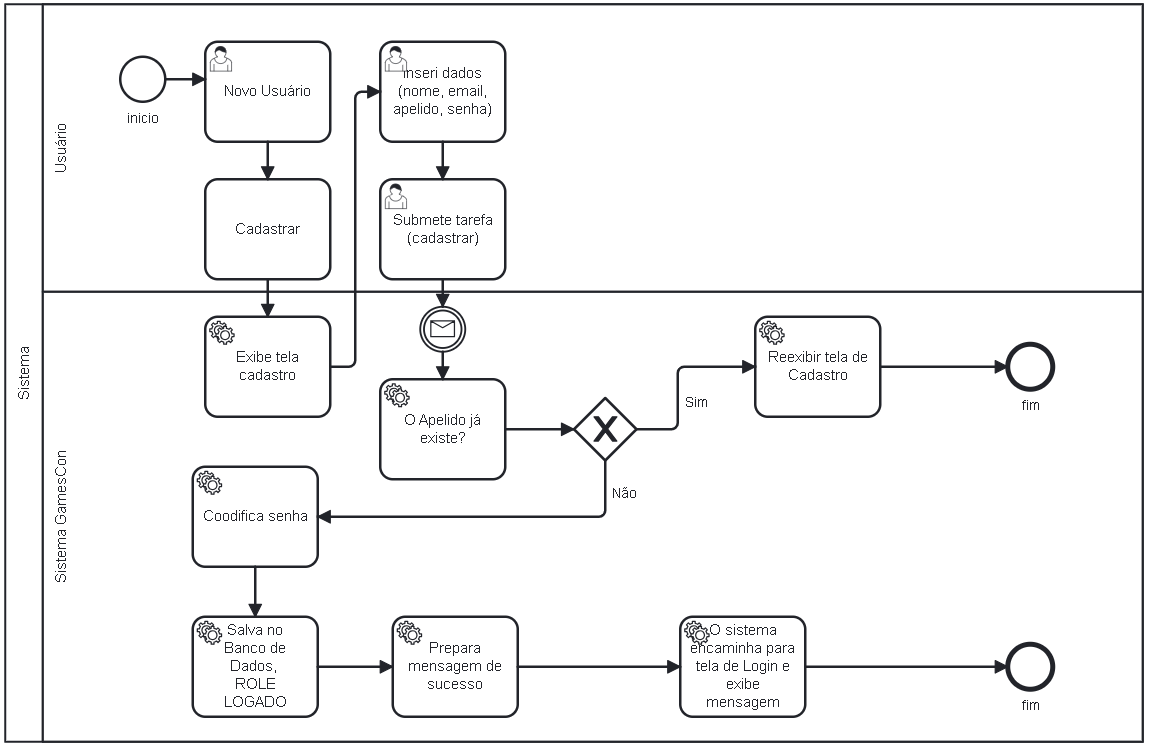 Sistema
Usuário
inicio
Novo Usuário
Cadastrar
Inseri dados
(nome, email,
apelido, senha)
Submete tarefa
(cadastrar)
Sistema GamesCon
Exibe tela
cadastro
O Apelido já
existe?
Sim
Reexibir tela de
Cadastro
fim
Não
Coodifica senha
Salva no
Banco de
Dados,
ROLE
LOGADO
Prepara
mensagem de
sucesso
O sistema
encaminha para
tela de Login e
exibe
mensagem
fim